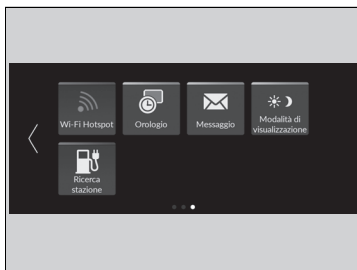 Wi-Fi Hotspot
Orologio
Messaggio
Modalità di
visualizzazione
Ricerca
stazione